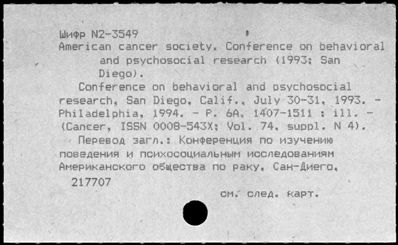 Шифр N2-3549
American cancer society. Conference on behavioral
and psychosocial research (1993; San
Diego).
Conference on behavioral and psychosocial
research, San Diego, Calif., July 30-31, 1993. -
Philadelphia, 1994. - P. 6A, 1407-1511 : ill. -
(Cancer, ISSN 0008-543X; Vol. 74, suppl. N 4).
Перевод загл.: Конференция по изучению
поведения и психосоциальным исследованиям
Американского общества по раку, Сан-Диего,
217707
см. след. карт.